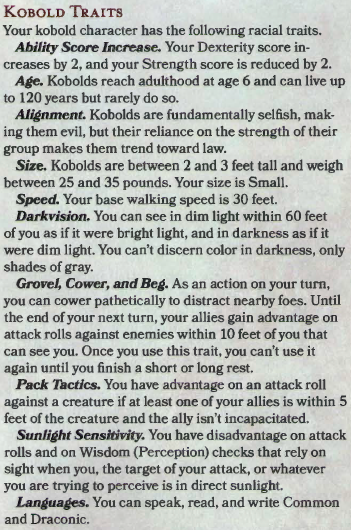 KOBOLD TRAITS
Your kobold character has the following racial traits.
Ability Score Increase. Your Dexterity score in-
creases by 2, and your Strength score is reduced by 2.
Age. Kobolds reach adulthood at age 6 and can live up
to 120 years but rarely do so.
Alignment. Kobolds are fundamentally selfish, mak-
ing them evil, but their reliance on the strength of their
group makes them trend toward law.
Size. Kobolds are between 2 and 3 feet tall and weigh
between 25 and 35 pounds. Your size is Small.
Speed. Your base walking speed is 30 feet.
Darkvision. You can see in dim light within 60 feet
of you as if it were bright light, and in darkness as if it
were dim light. You can't discern color in darkness, only
shades of gray.
Grovel, Cower, and Beg. As an action on your turn,
you can cower pathetically to distract nearby foes. Until
the end of your next turn, your allies gain advantage on
attack rolls against enemies within 10 feet of you that
can see you. Once you use this trait, you can't use it
again until you finish a short or long rest.
Pack Tactics. You have advantage on an attack roll
against a creature if at least one of your allies is within 5
feet of the creature and the ally isn't incapacitated.
Sunlight Sensitivity. You have disadvantage on attack
rolls and on Wisdom (Perception) checks that rely on
sight when you, the target of your attack, or whatever
you are trying to perceive is in direct sunlight.
Languages. You can speak, read, and write Common
and Draconic.